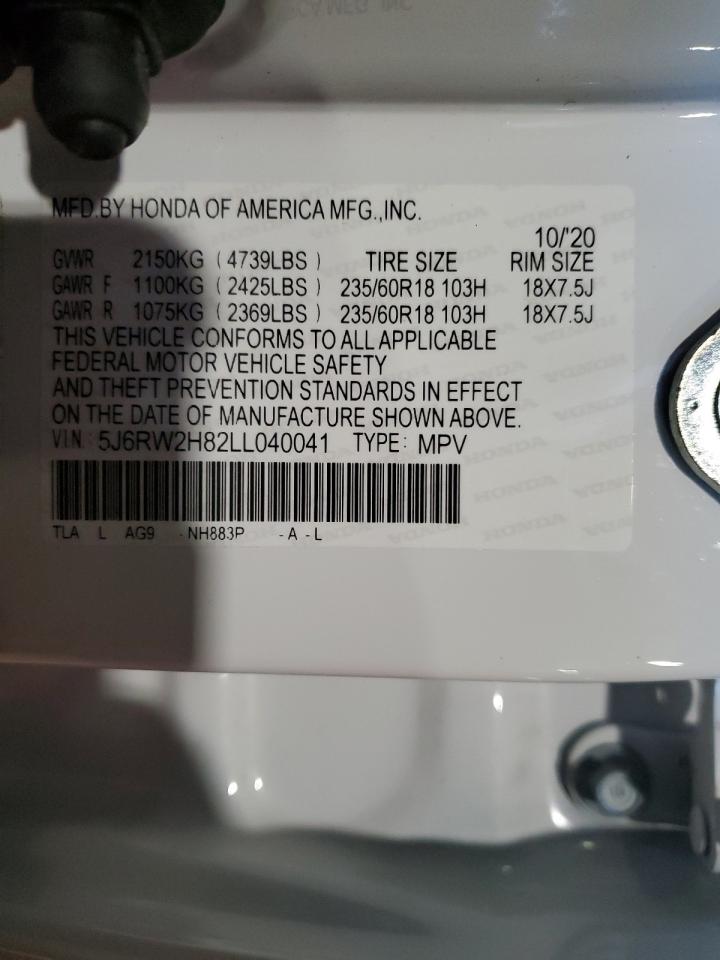 MFD.BY HONDA OF AMERICA MFG.,INC.
10/'20
GVWR 2150KG ( 4739LBS ) TIRE SIZE RIM SIZE
GAWR F 1100KG ( 2425LBS ) 235/60R18 103H 18X7.5J
GAWR R 1075KG ( 2369LBS ) 235/60R18 103H 18X7.5J
THIS VEHICLE CONFORMS TO ALL APPLICABLE
FEDERAL MOTOR VEHICLE SAFETY
AND THEFT PREVENTION STANDARDS IN EFFECT
ON THE DATE OF MANUFACTURE SHOWN ABOVE.
VIN: 5J6RW2H82LL040041 TYPE: MPV
TLA L AG9 -NH883P -A -L